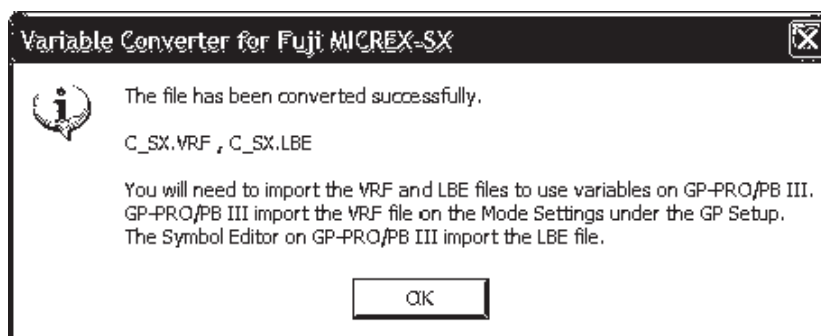 Variable Converter for Fuji MICREX-SX
The file has been converted successfully.
C_SX.VRF , C_SX.LBE
You will need to import the VRF and LBE files to use variables on GP-PRO/PB III.
GP-PRO/PB III import the VRF file on the Mode Settings under the GP Setup.
The Symbol Editor on GP-PRO/PB III import the LBE file.
OK